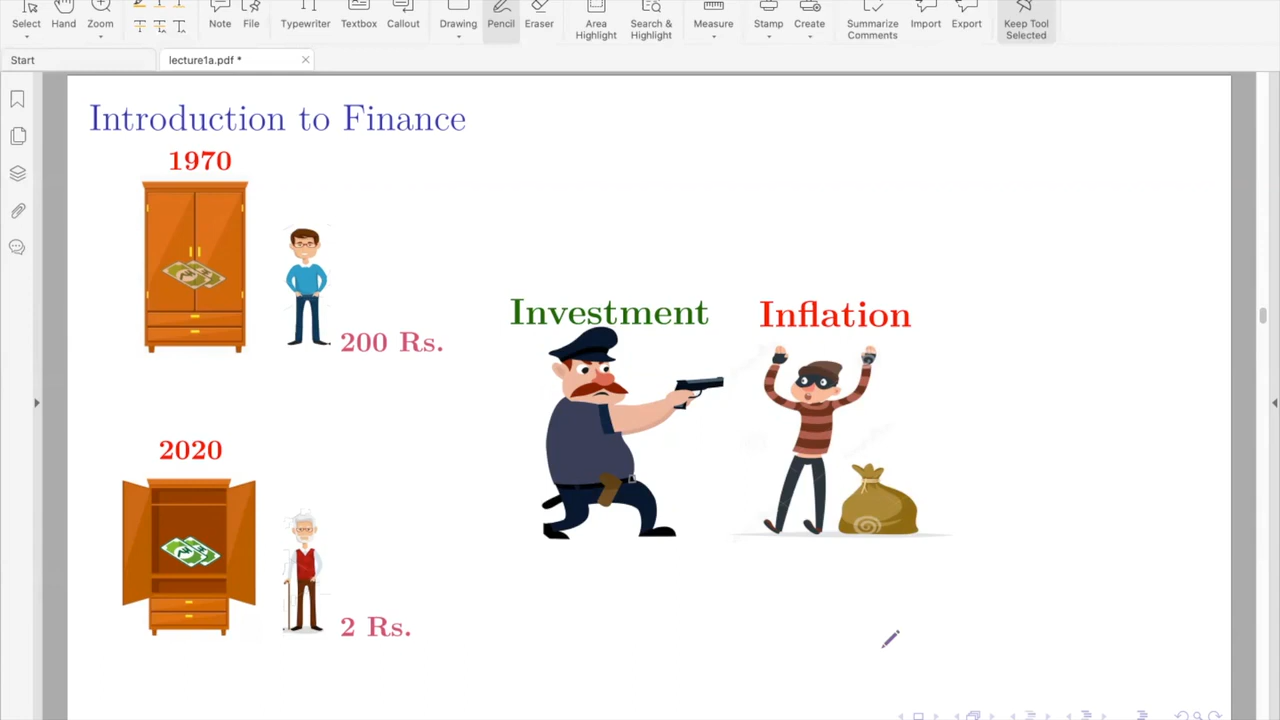 Select
Hand
Zoom
Note
File
Typewriter
Textbox
Callout
Drawing
Pencil
Eraser
Area
Highlight
Search &
Highlight
Measure
Stamp
Create
Summarize
Comments
Import
Export
Keep Tool
Selected
Start
lecture1a.pdf *
Introduction to Finance
1970
200 Rs.
Investment
Inflation
2020
2 Rs.